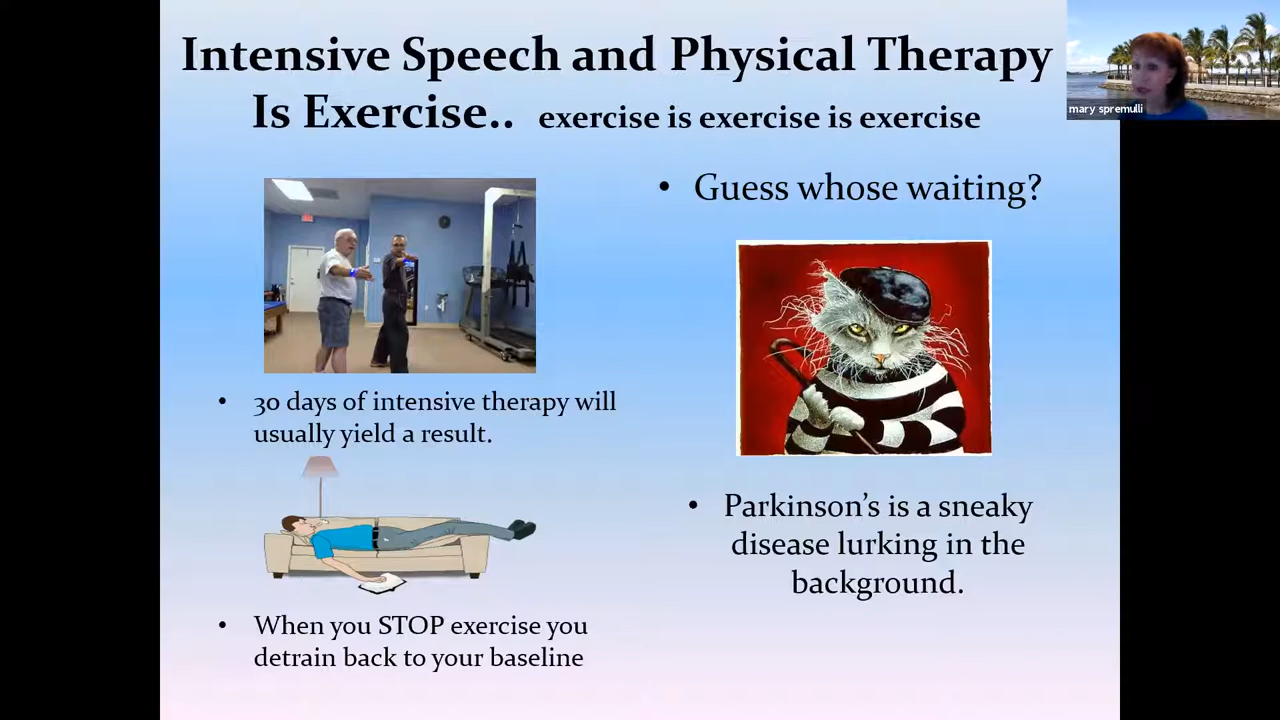 Intensive Speech and Physical Therapy
Is Exercise.. exercise is exercise is exercise
mary spremulli
• Guess whose waiting?
• 30 days of intensive therapy will
usually yield a result.
• Parkinson’s is a sneaky
disease lurking in the
background.
• When you STOP exercise you
detrain back to your baseline